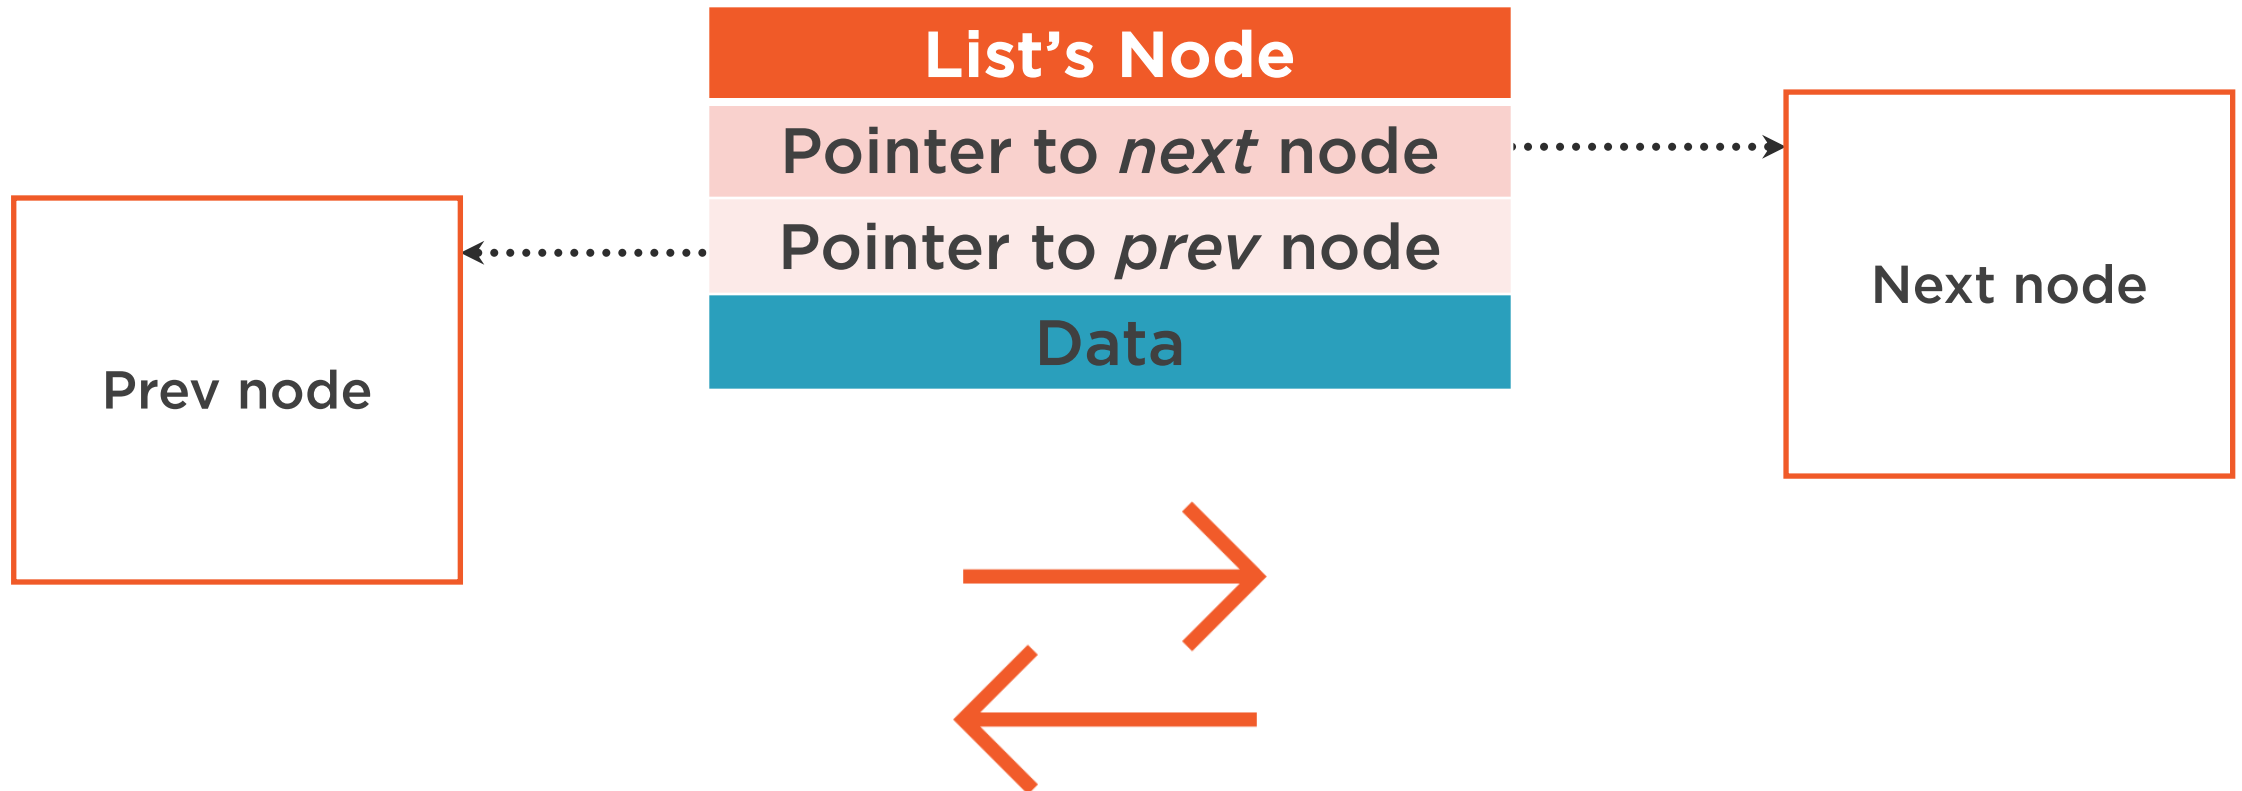 List’s Node
Pointer to next node
Pointer to prev node
Data
Prev node
Next node